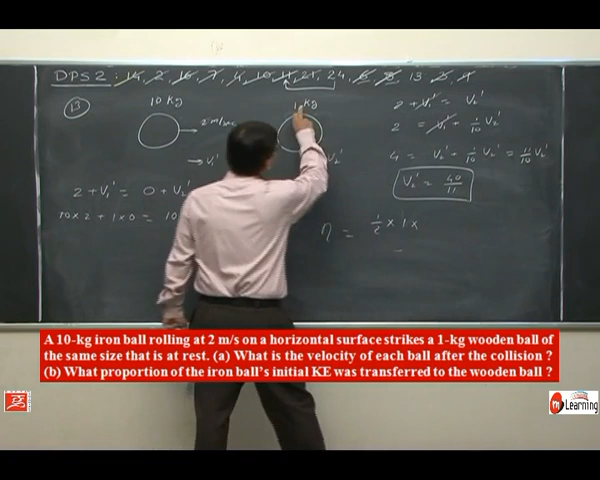 DPS 2 : 14 2 16 7 4 10 11 21 24 6 8 13 3 1
13
10 Kg
1 Kg
2 m/sec
V₁'
V₂'
2 + V₁' = 0 + V₂'
10 × 2 + 1 × 0 = 10
2 + V₁' = V₂'
2 = V₁' + 1/10 V₂'
4 = V₂' + 1/10 V₂' = 11/10 V₂'
V₂' = 40/11
η = 1/2 × 1 ×
A 10-kg iron ball rolling at 2 m/s on a horizontal surface strikes a 1-kg wooden ball of
the same size that is at rest. (a) What is the velocity of each ball after the collision ?
(b) What proportion of the iron ball's initial KE was transferred to the wooden ball ?
Learning